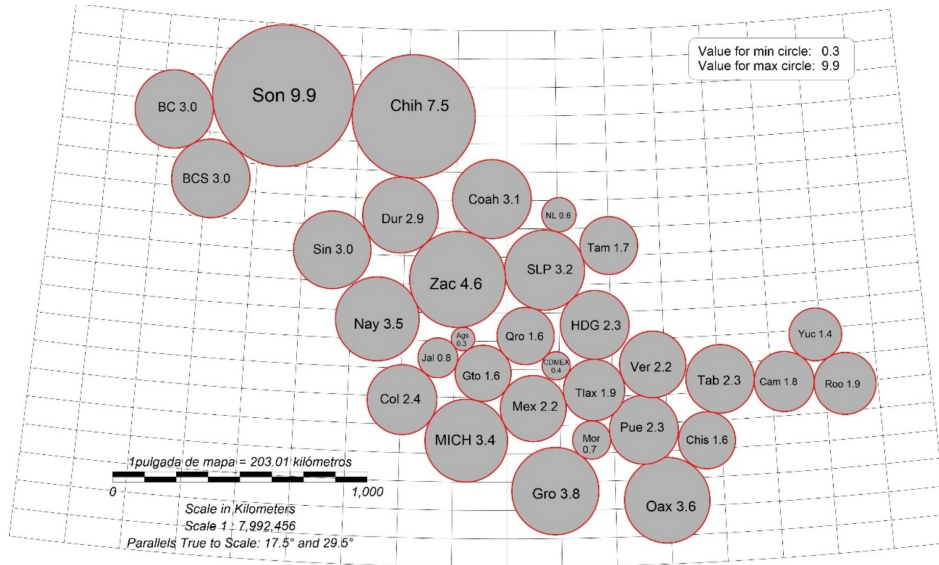 Value for min circle: 0.3
Value for max circle: 9.9
Son 9.9
BC 3.0
Chih 7.5
BCS 3.0
Coah 3.1
Dur 2.9
NL 0.6
Sin 3.0
Tam 1.7
SLP 3.2
Zac 4.6
Nay 3.5
HDG 2.3
Qro 1.6
Ags
0.3
Yuc 1.4
Jal 0.8
CDMEX
0.4
Ver 2.2
Gto 1.6
Tab 2.3
Cam 1.8
Roo 1.9
Tlax 1.9
Col 2.4
Mex 2.2
Pue 2.3
MICH 3.4
Mor
0.7
Chis 1.6
Gro 3.8
Oax 3.6
1pulgada de mapa = 203.01 kilómetros
0 1,000
Scale in Kilometers
Scale 1 : 7,992,456
Parallels True to Scale: 17.5° and 29.5°